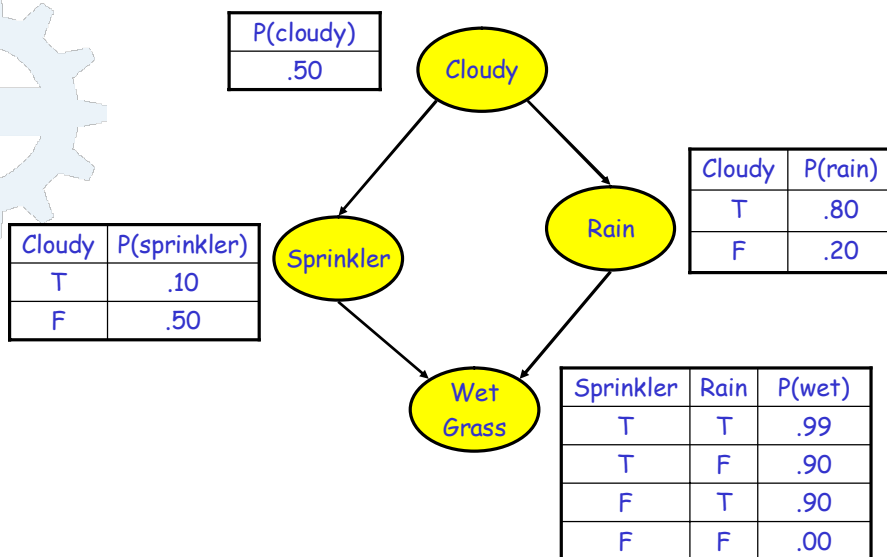 P(cloudy)
.50
Cloudy
Cloudy P(rain)
T .80
F .20
Rain
Cloudy P(sprinkler)
T .10
F .50
Sprinkler
Wet
Grass
Sprinkler Rain P(wet)
T T .99
T F .90
F T .90
F F .00